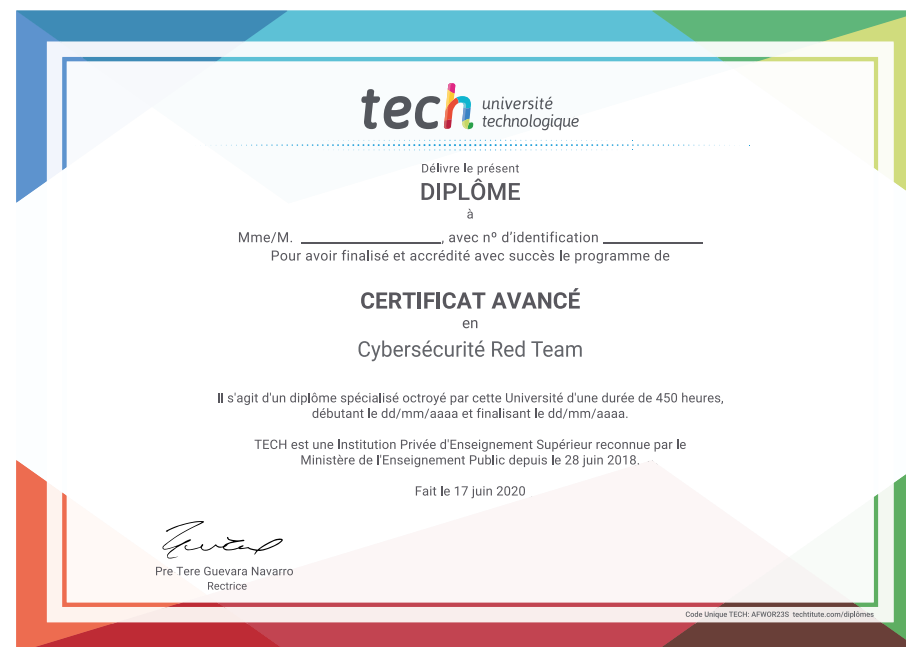 tech université
technologique
Délivre le présent
DIPLÔME
à
Mme/M. ____________________, avec nº d'identification ______________
Pour avoir finalisé et accrédité avec succès le programme de
CERTIFICAT AVANCÉ
en
Cybersécurité Red Team
Il s'agit d'un diplôme spécialisé octroyé par cette Université d'une durée de 450 heures,
débutant le dd/mm/aaaa et finalisant le dd/mm/aaaa.
TECH est une Institution Privée d'Enseignement Supérieur reconnue par le
Ministère de l'Enseignement Public depuis le 28 juin 2018.
Fait le 17 juin 2020
Pre Tere Guevara Navarro
Rectrice
Code Unique TECH: AFWOR23S techtitute.com/diplômes